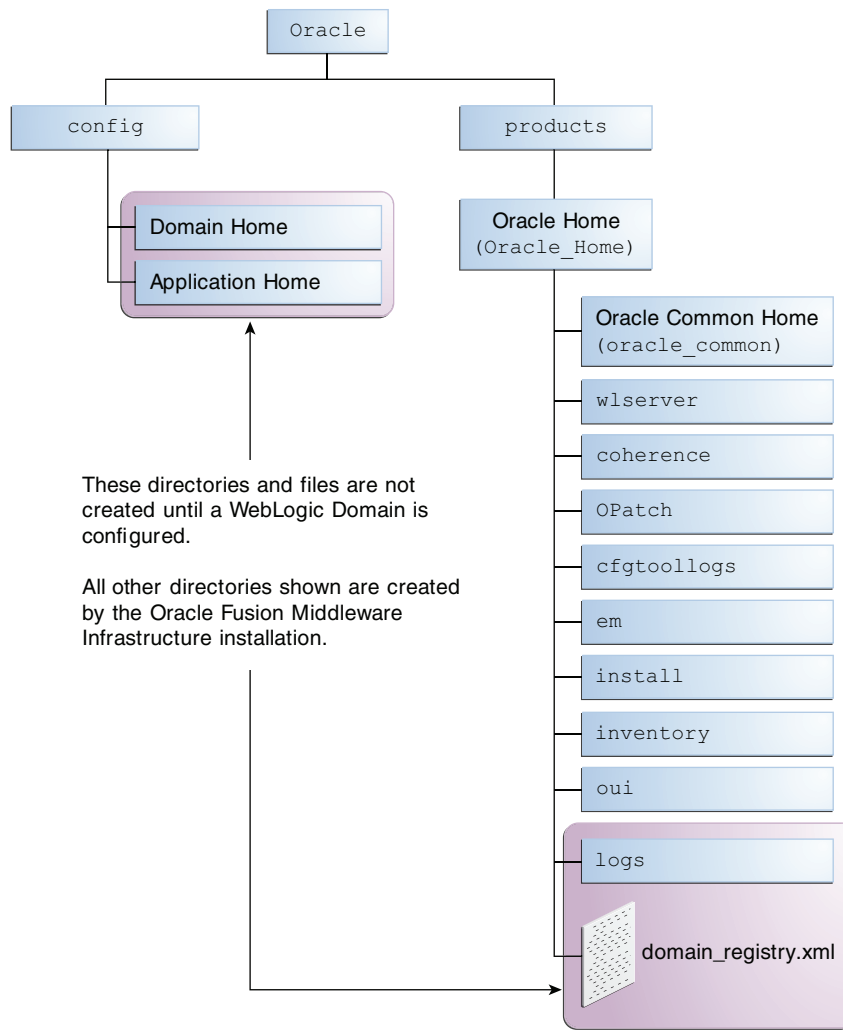 Oracle
config
products
Domain Home
Application Home
Oracle Home
(Oracle_Home)
Oracle Common Home
(oracle_common)
wlserver
coherence
OPatch
cfgtoollogs
em
install
inventory
oui
logs
domain_registry.xml
These directories and files are not
created until a WebLogic Domain is
configured.
All other directories shown are created
by the Oracle Fusion Middleware
Infrastructure installation.